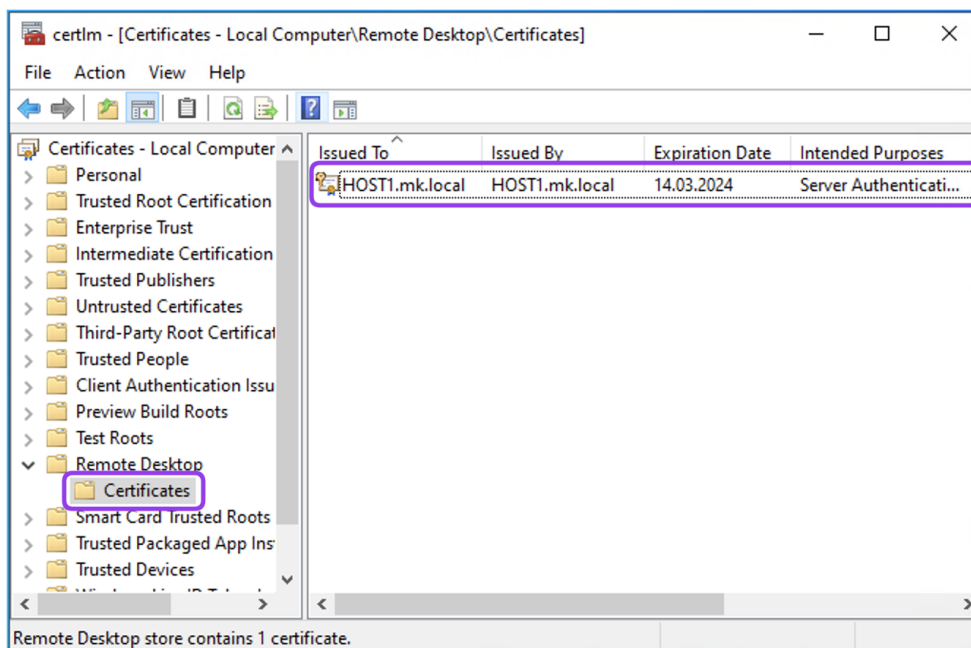 certlm - [Certificates - Local Computer\Remote Desktop\Certificates]
File Action View Help
Certificates - Local Computer
Personal
Trusted Root Certification
Enterprise Trust
Intermediate Certification
Trusted Publishers
Untrusted Certificates
Third-Party Root Certificat
Trusted People
Client Authentication Issu
Preview Build Roots
Test Roots
Remote Desktop
Certificates
Smart Card Trusted Roots
Trusted Packaged App Ins
Trusted Devices
Issued To Issued By Expiration Date Intended Purposes
HOST1.mk.local HOST1.mk.local 14.03.2024 Server Authenticati...
Remote Desktop store contains 1 certificate.